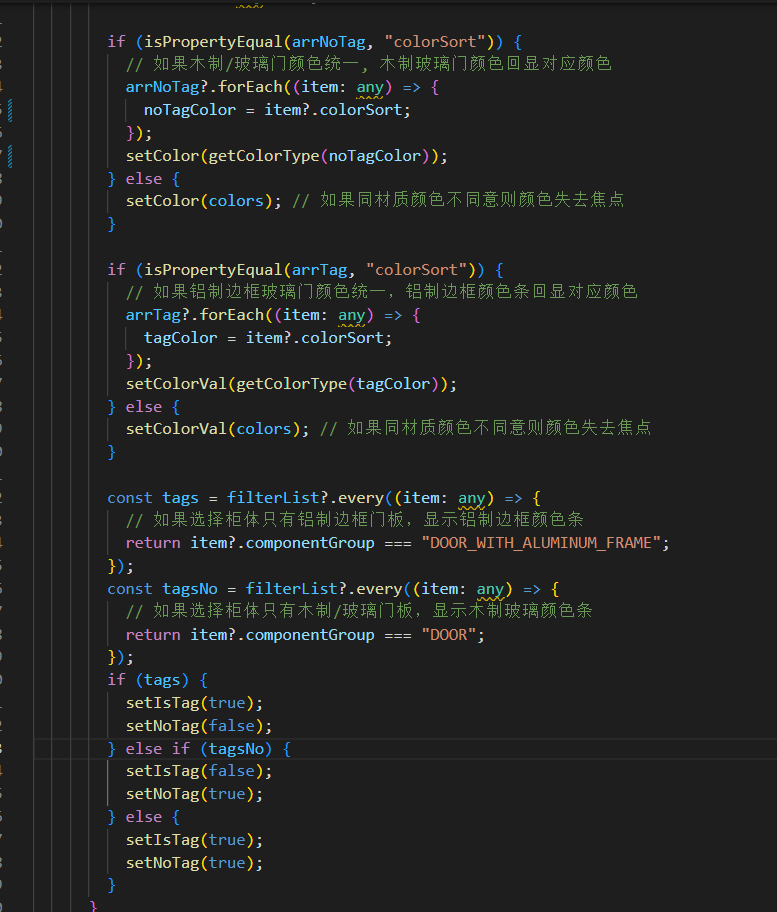 if (isPropertyEqual(arrNoTag, "colorSort")) {
// 如果木制/玻璃门颜色统一, 木制玻璃门颜色回显对应颜色
arrNoTag?.forEach((item: any) => {
noTagColor = item?.colorSort;
});
setColor(getColorType(noTagColor));
} else {
setColor(colors); // 如果同材质颜色不同意则颜色失去焦点
}
if (isPropertyEqual(arrTag, "colorSort")) {
// 如果铝制边框玻璃门颜色统一，铝制边框颜色条回显对应颜色
arrTag?.forEach((item: any) => {
tagColor = item?.colorSort;
});
setColorVal(getColorType(tagColor));
} else {
setColorVal(colors); // 如果同材质颜色不同意则颜色失去焦点
}
const tags = filterList?.every((item: any) => {
// 如果选择柜体只有铝制边框门板，显示铝制边框颜色条
return item?.componentGroup === "DOOR_WITH_ALUMINUM_FRAME";
});
const tagsNo = filterList?.every((item: any) => {
// 如果选择柜体只有木制/玻璃门板，显示木制玻璃颜色条
return item?.componentGroup === "DOOR";
});
if (tags) {
setIsTag(true);
setNoTag(false);
} else if (tagsNo) {
setIsTag(false);
setNoTag(true);
} else {
setIsTag(true);
setNoTag(true);
}
}